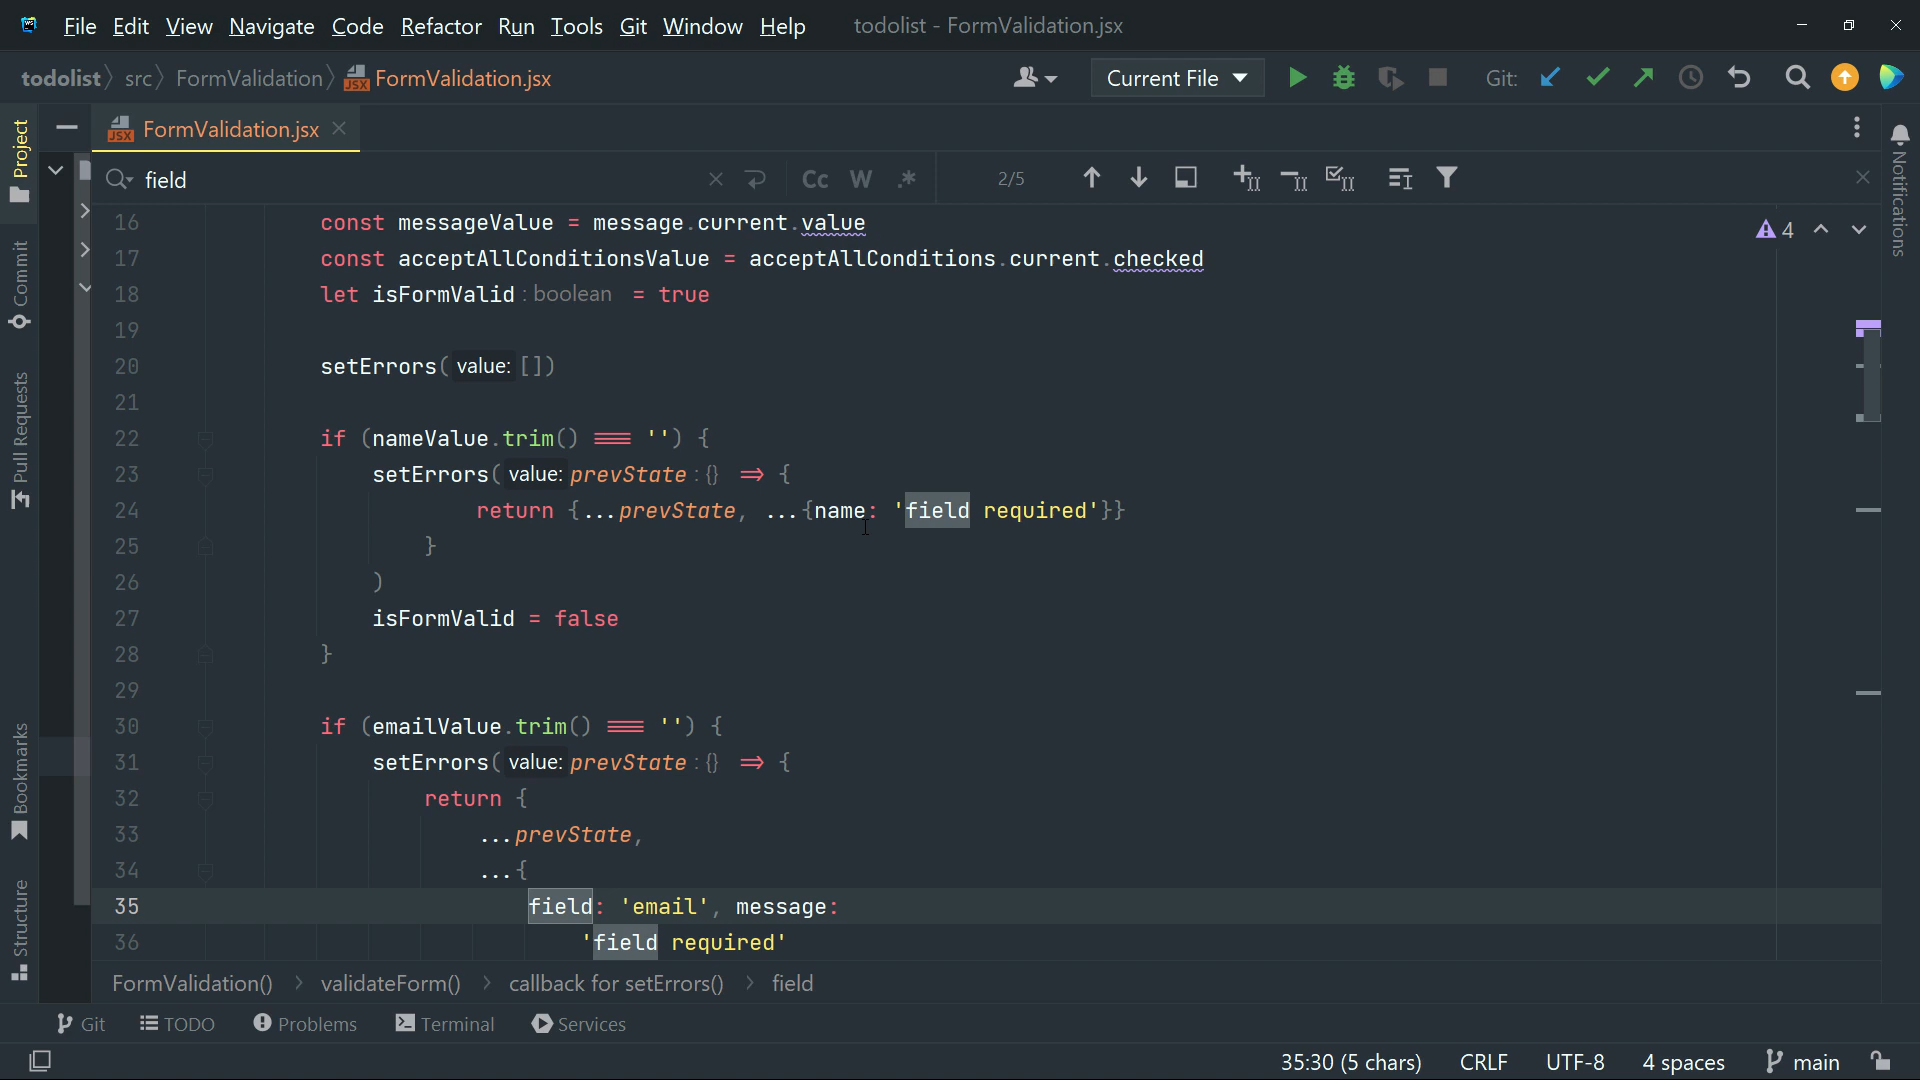 File Edit View Navigate Code Refactor Run Tools Git Window Help todolist - FormValidation.jsx
todolist src FormValidation JSX FormValidation.jsx Current File Git:
JSX FormValidation.jsx
field Cc W .* 2/5
16 const messageValue = message.current.value
4
17 const acceptAllConditionsValue = acceptAllConditions.current.checked
18 let isFormValid : boolean = true
19
20 setErrors( value: [])
21
22 if (nameValue.trim() === '') {
23 setErrors( value: prevState : {} => {
24 return {...prevState, ...{name: 'field required'}}
25 }
26 )
27 isFormValid = false
28 }
29
30 if (emailValue.trim() === '') {
31 setErrors( value: prevState : {} => {
32 return {
33 ...prevState,
34 ...{
35 field: 'email', message:
36 'field required'
FormValidation() validateForm() callback for setErrors() field
Git TODO Problems Terminal Services
35:30 (5 chars) CRLF UTF-8 4 spaces main
Project
Commit
Pull Requests
Bookmarks
Structure
Notifications